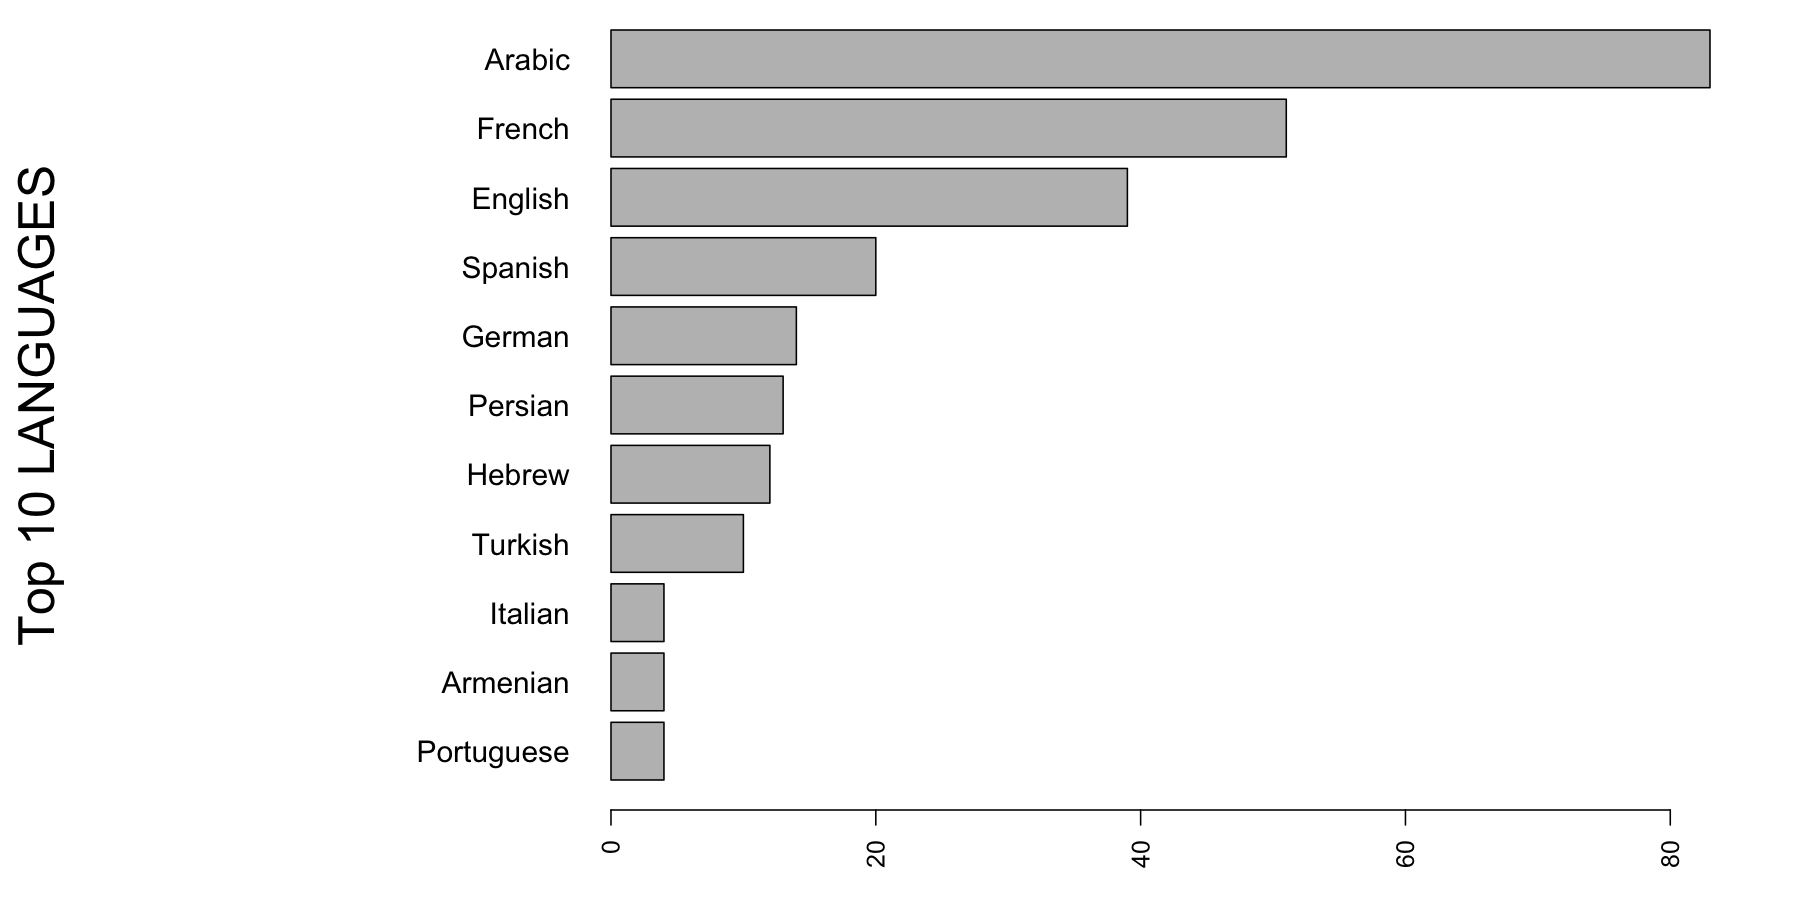 Top 10 LANGUAGES
Arabic
French
English
Spanish
German
Persian
Hebrew
Turkish
Italian
Armenian
Portuguese
0 20 40 60 80